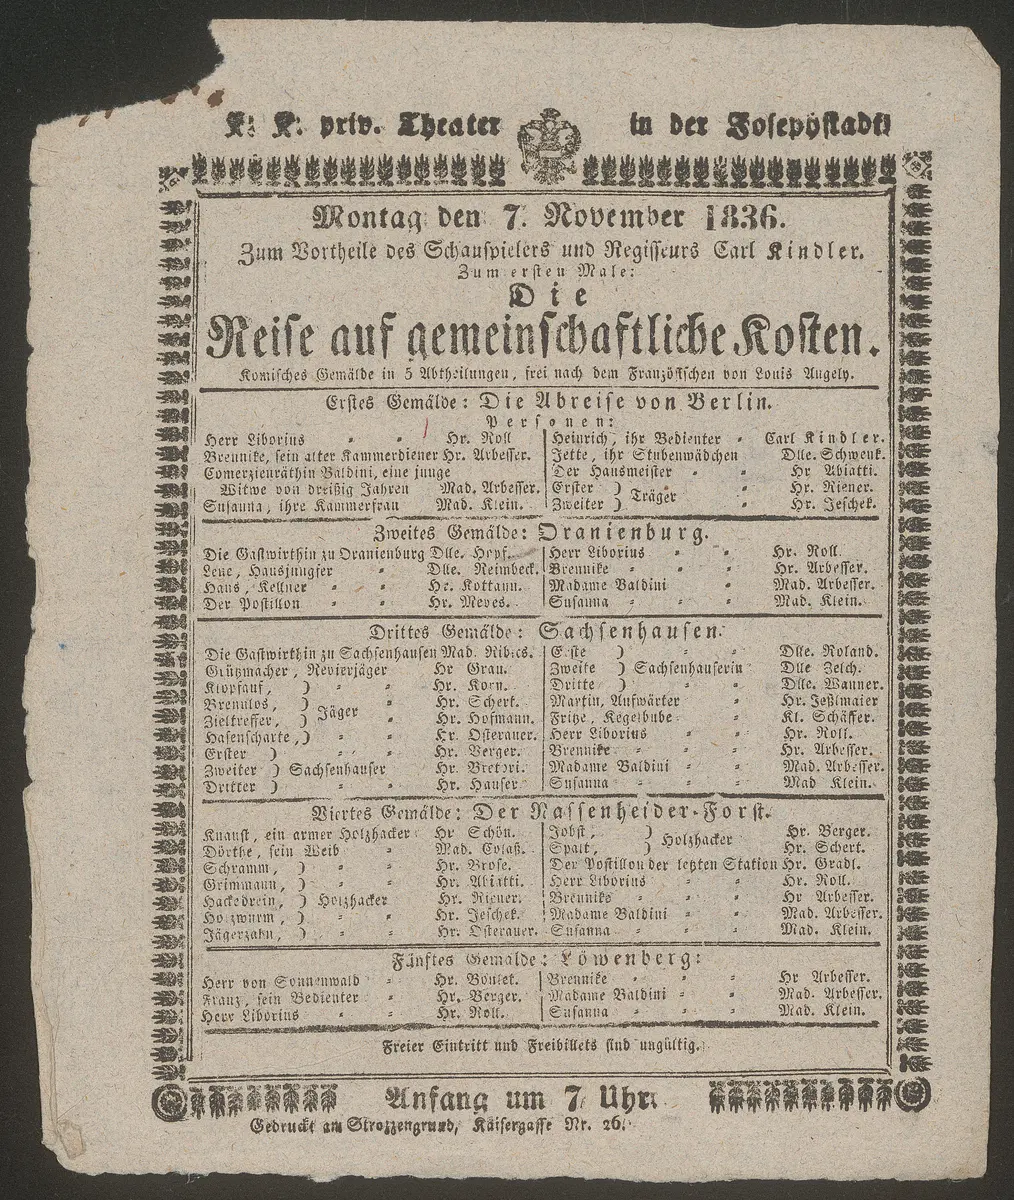 K. K. priv. Theater in der Josephstadt.
Montag den 7. November 1836.
Zum Vortheile des Schauspielers und Regisseurs Carl Kindler.
Zum ersten Male:
Die
Reise auf gemeinschaftliche Kosten.
Komisches Gemälde in 5 Abtheilungen, frei nach dem Französischen von Louis Angely.
Erstes Gemälde: Die Abreise von Berlin.
Personen:
Herr Liborius Hr. Roll
Brennike, sein alter Kammerdiener Hr. Arbesser.
Comerzienräthin Baldini, eine junge
Witwe von dreißig Jahren Mad. Arbesser.
Susanna, ihre Kammerfrau Mad. Klein.
Heinrich, ihr Bedienter Carl Kindler.
Jette, ihr Stubenmädchen Dlle. Schwenk.
Der Hausmeister Hr Abiatti.
Erster ) Träger Hr. Riener.
Zweiter ) Hr. Jeschek.
Zweites Gemälde: Oranienburg.
Die Gastwirthin zu Oranienburg Dlle. Hopf.
Lene, Hausjungfer Dlle. Reimbeck.
Hans, Kellner Hr. Kottaun.
Der Postillon Hr. Meves.
Herr Liborius Hr. Roll.
Brennike Hr. Arbesser.
Madame Baldini Mad. Arbesser.
Susanna Mad. Klein.
Drittes Gemälde: Sachsenhausen.
Die Gastwirthin zu Sachsenhausen Mad. Ribics.
Grützmacher, Revierjäger Hr Grau.
Klopfauf, ) Hr. Korn.
Brennlos, ) Jäger Hr. Schert.
Zieltreffer, ) Hr. Hofmann.
Hasenscharte, ) Hr. Osterauer.
Erster ) Hr. Berger.
Zweiter ) Sachsenhauser Hr. Bretori.
Dritter ) Hr. Hauser
Erste ) Dlle. Roland.
Zweite ) Sachsenhauserin Dlle Zelch.
Dritte ) Dlle. Wanner.
Martin, Aufwärter Hr. Jeßlmaier
Fritze, Kegelbube Kl. Schäffer.
Herr Liborius Hr. Roll.
Brennike Hr. Arbesser.
Madame Baldini Mad. Arbesser.
Susanna Mad Klein.
Viertes Gemälde: Der Nassenheider-Forst.
Knaust, ein armer Holzhacker Hr Schön.
Dörthe, sein Weib Mad. Colaß.
Schramm, ) Hr. Brose.
Grimmann, ) Hr. Abiatti.
Hackedrein, ) Holzhacker Hr. Riener.
Holzwurm, ) Hr. Jeschek.
Jägerzahn, ) Hr. Osterauer.
Jobst, ) Holzhacker Hr. Berger.
Spalt, ) Hr. Schert.
Der Postillon der letzten Station Hr. Gradl.
Herr Liborius Hr. Roll.
Brennike Hr Arbesser.
Madame Baldini Mad. Arbesser.
Susanna Mad. Klein.
Fünftes Gemälde: Löwenberg:
Herr von Sonnenwald Hr. Boulet.
Franz, sein Bedienter Hr. Berger.
Herr Liborius Hr. Roll.
Brennike Hr Arbesser.
Madame Baldini Mad. Arbesser.
Susanna Mad. Klein.
Freier Eintritt und Freibillets sind ungültig.
Anfang um 7 Uhr.
Gedruckt am Strozzengrund, Kaisergasse Nr. 26.